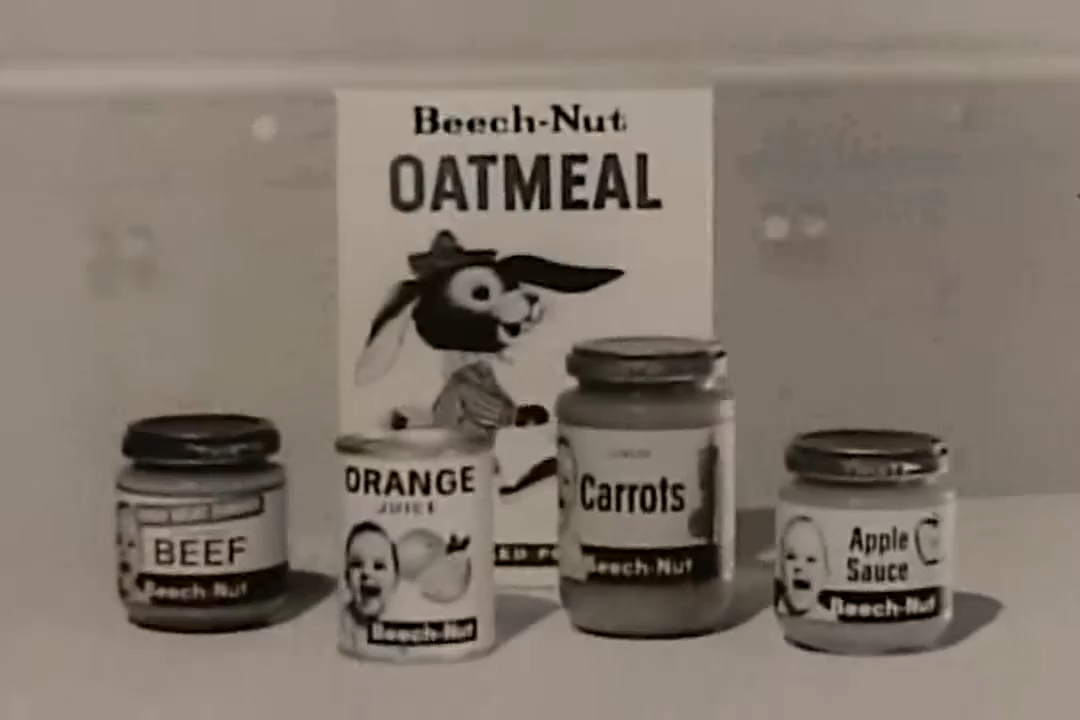 Beech-Nut
OATMEAL
BEEF
Beech-Nut
ORANGE
JUICE
Beech-Nut
Carrots
Beech-Nut
Apple
Sauce
Beech-Nut